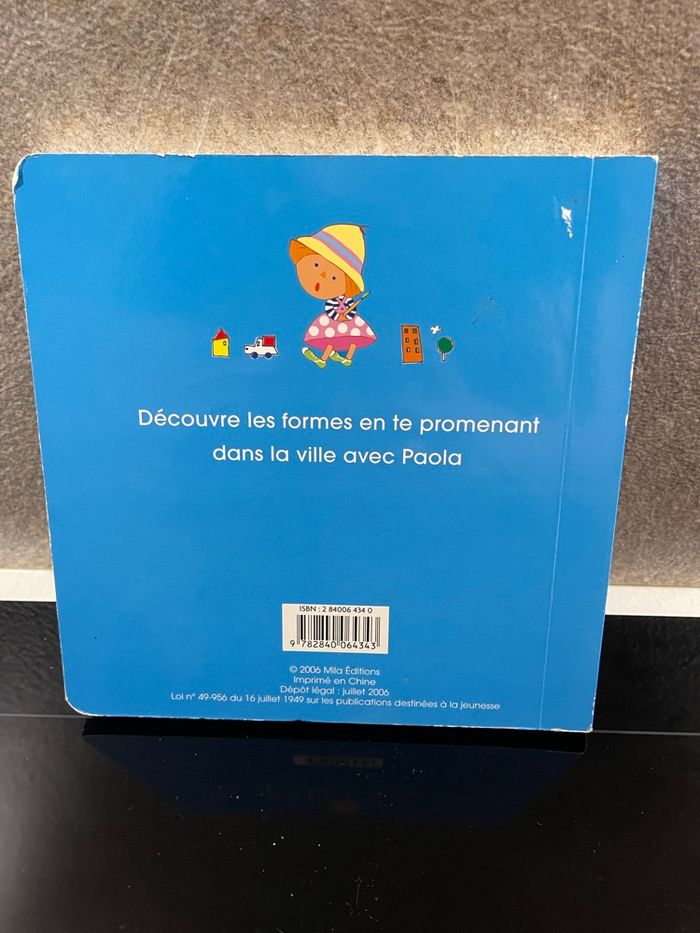 Découvre les formes en te promenant
dans la ville avec Paola
ISBN : 2 84006 434 0
9 782840 064343
© 2006 Mila Éditions
Imprimé en Chine
Dépôt légal : juillet 2006
Loi n° 49-956 du 16 juillet 1949 sur les publications destinées à la jeunesse